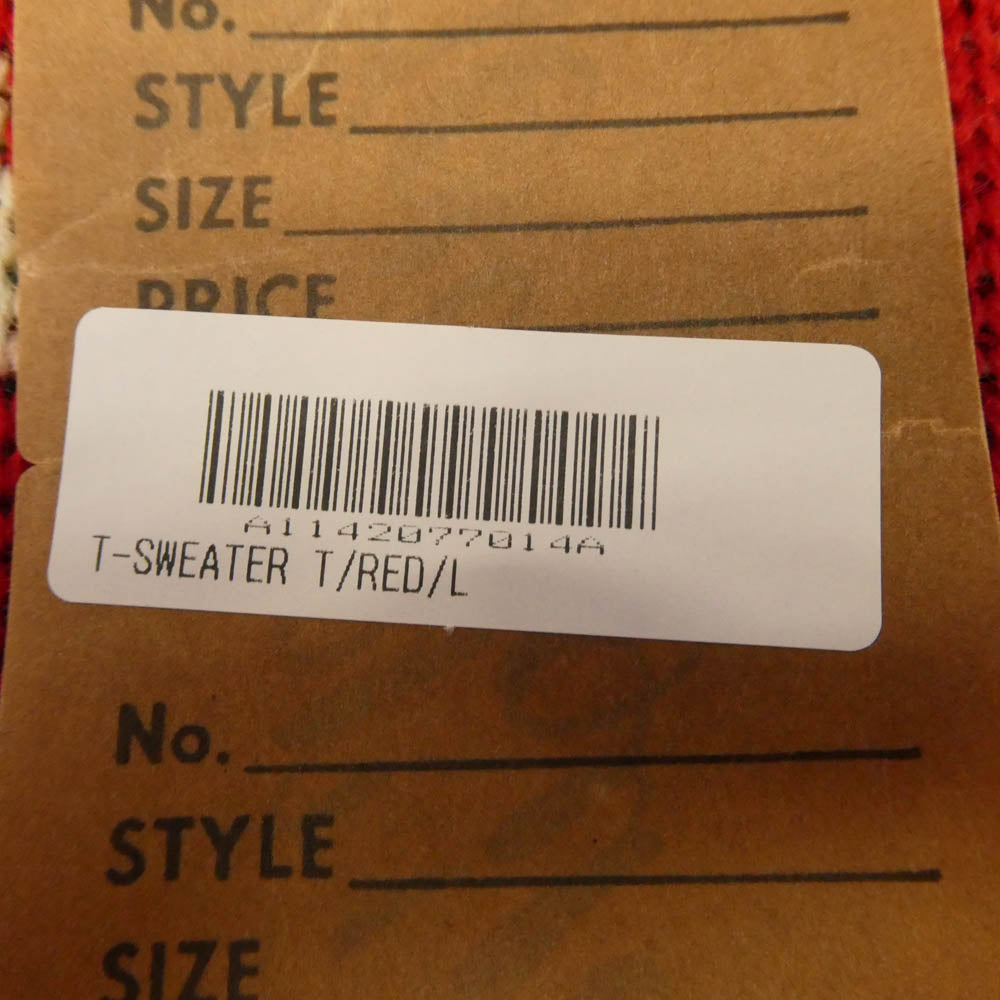 No.
STYLE
SIZE
PRICE
A1142077014A
T-SWEATER T/RED/L
No.
STYLE
SIZE